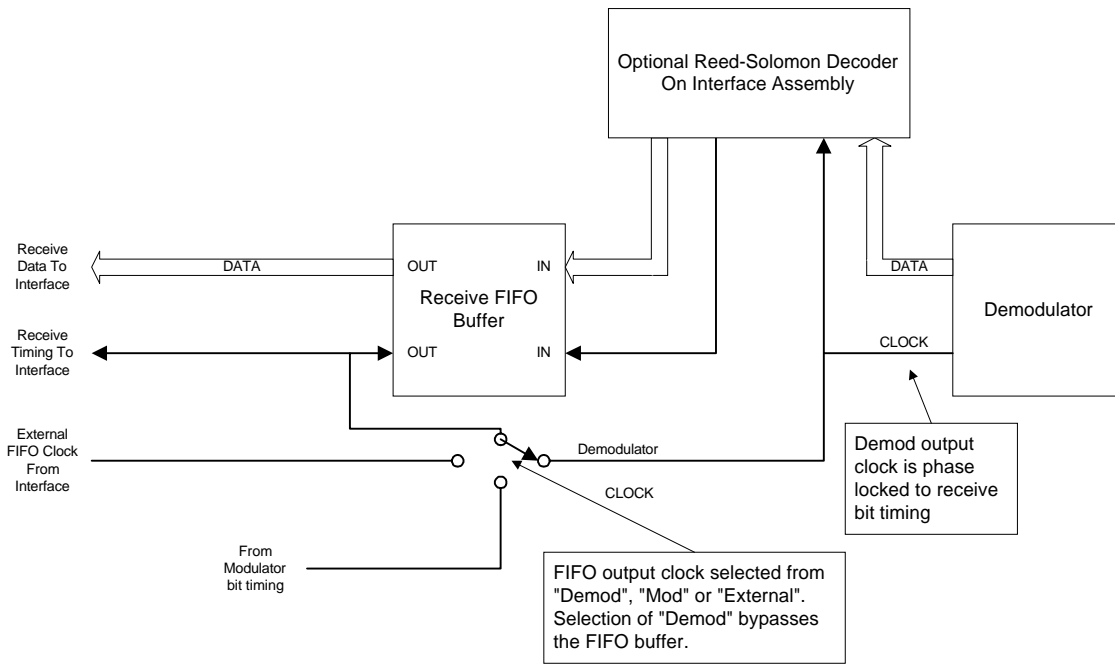 Optional Reed-Solomon Decoder
On Interface Assembly
Receive
Data To
Interface
DATA
OUT
IN
Receive FIFO
Buffer
DATA
Demodulator
Receive
Timing To
Interface
OUT
IN
CLOCK
External
FIFO Clock
From
Interface
Demodulator
CLOCK
Demod output
clock is phase
locked to receive
bit timing
From
Modulator
bit timing
FIFO output clock selected from
"Demod", "Mod" or "External".
Selection of "Demod" bypasses
the FIFO buffer.